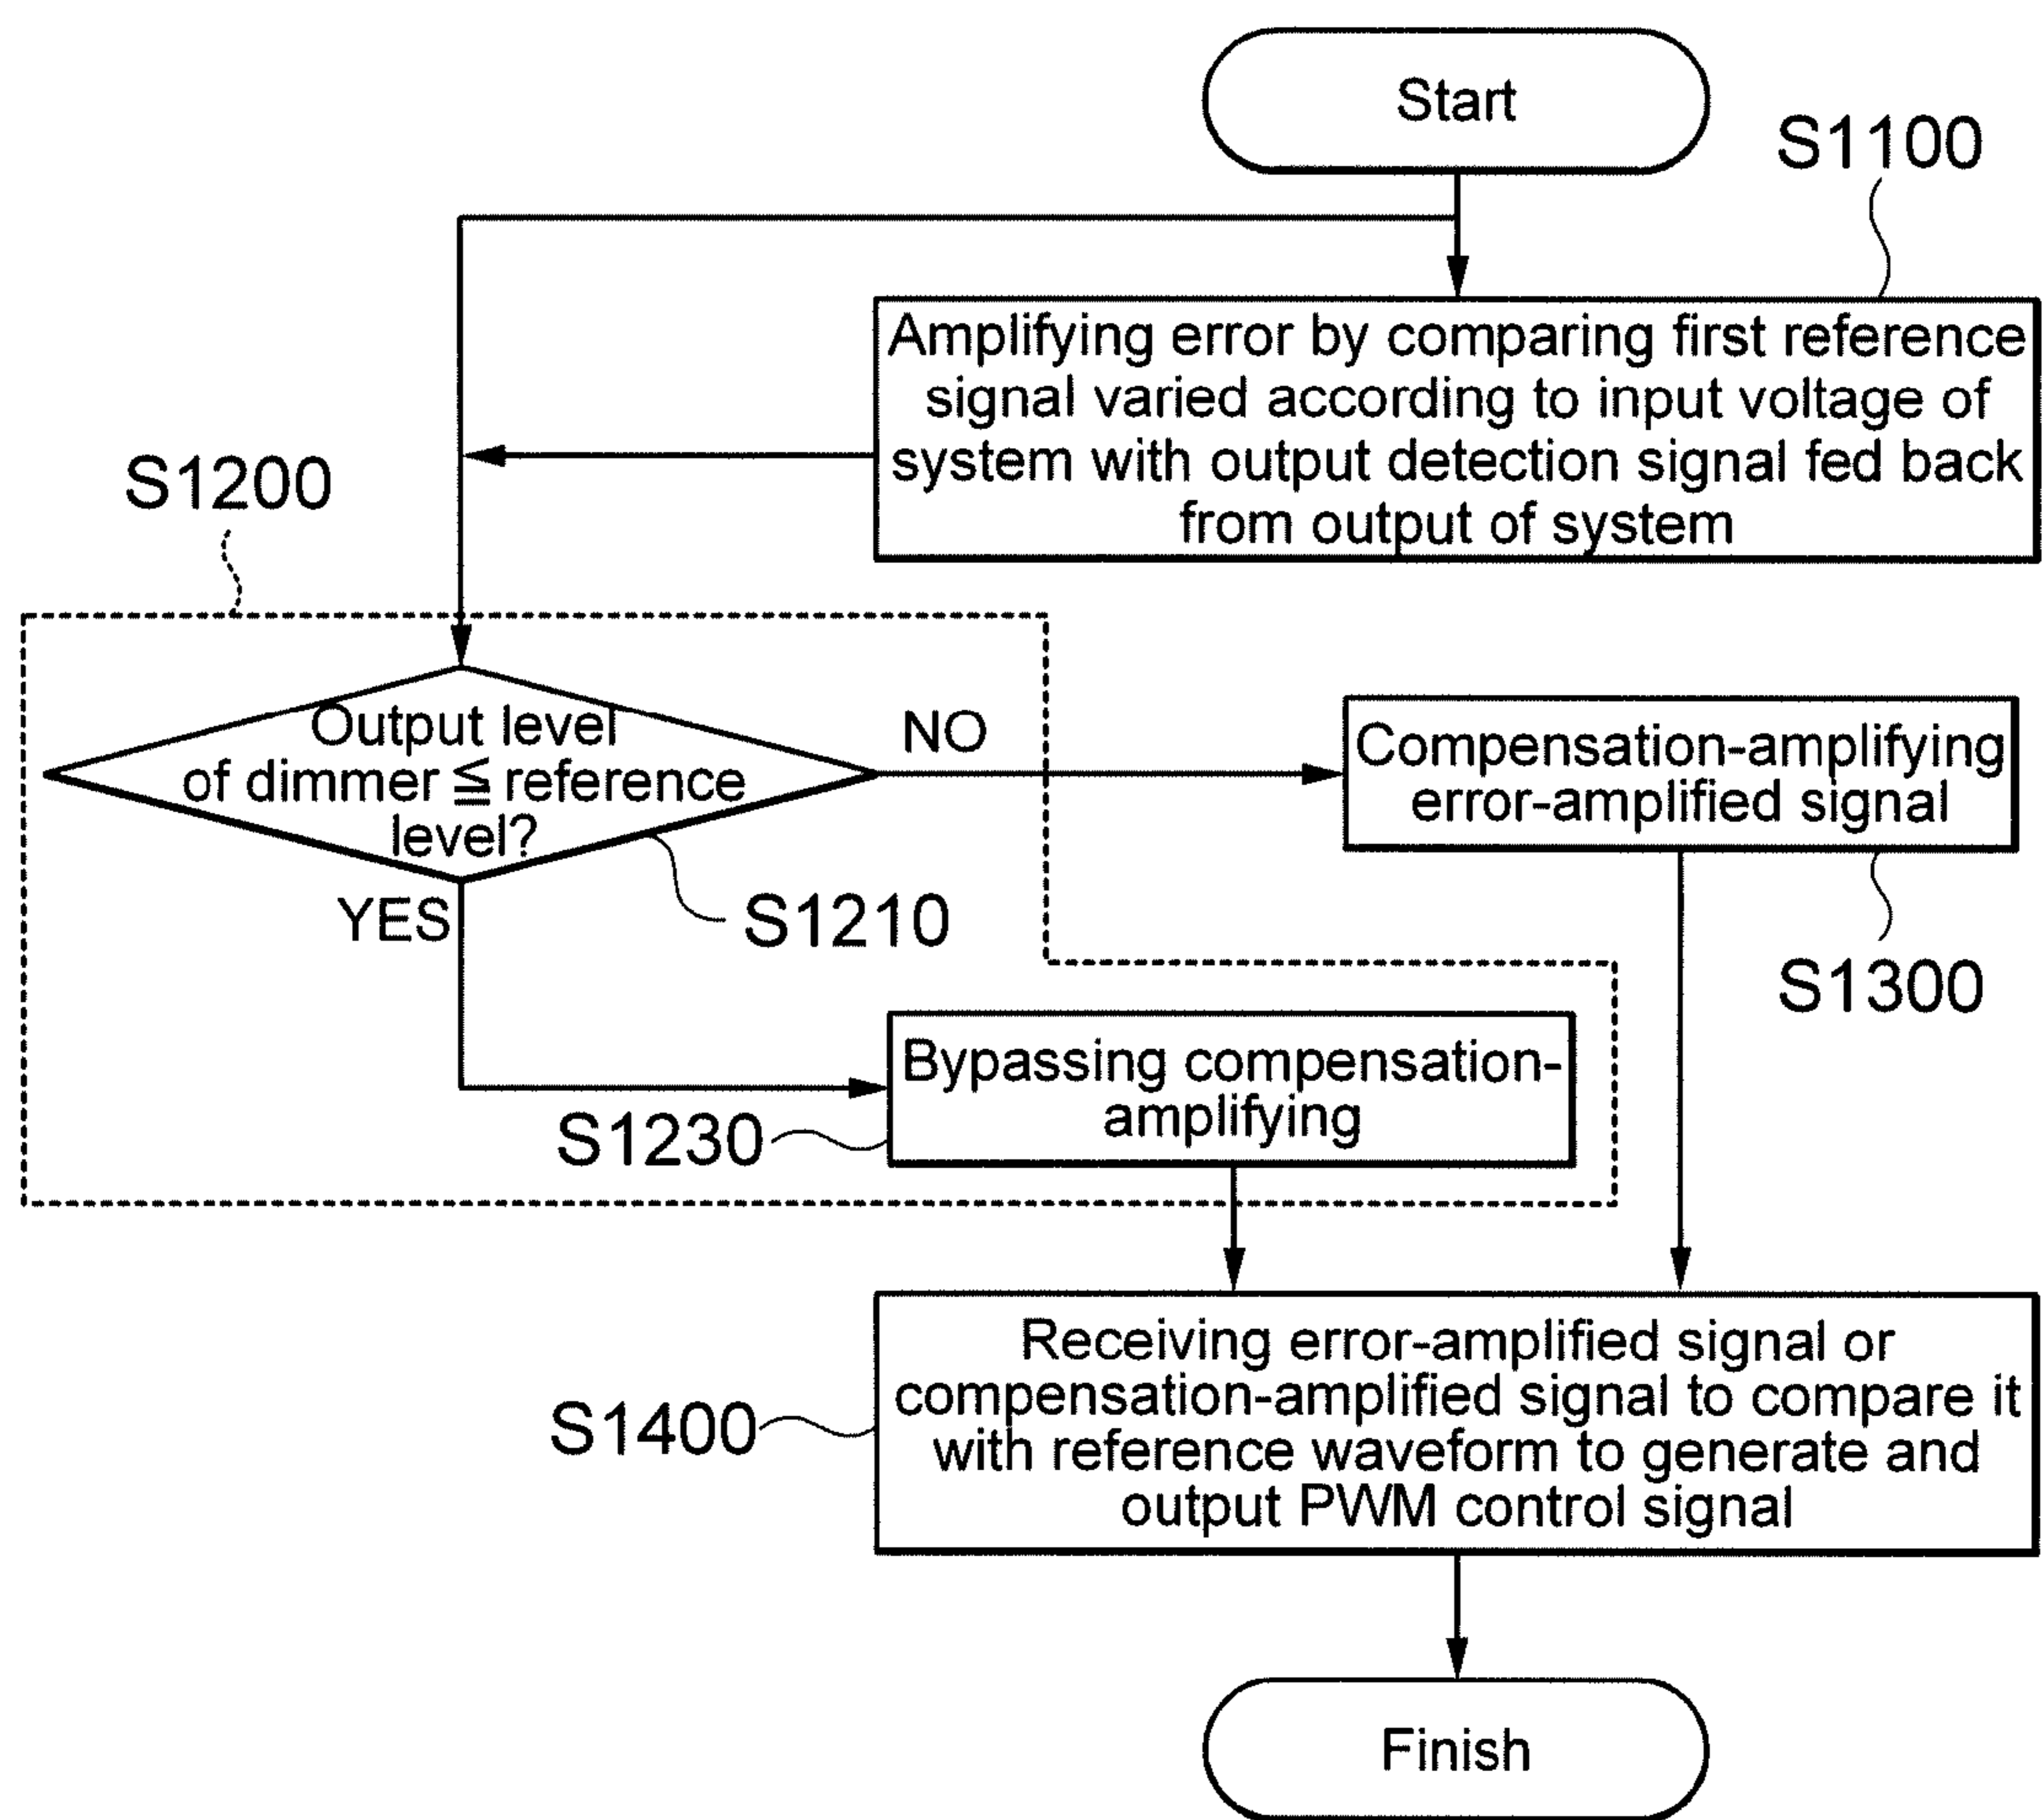 Start
S1100
Amplifying error by comparing first reference
signal varied according to input voltage of
system with output detection signal fed back
from output of system
S1200
Output level
of dimmer ≦ reference
level?
NO
YES
S1210
Compensation-amplifying
error-amplified signal
S1300
Bypassing compensation-
amplifying
S1230
Receiving error-amplified signal or
compensation-amplified signal to compare it
with reference waveform to generate and
output PWM control signal
S1400
Finish